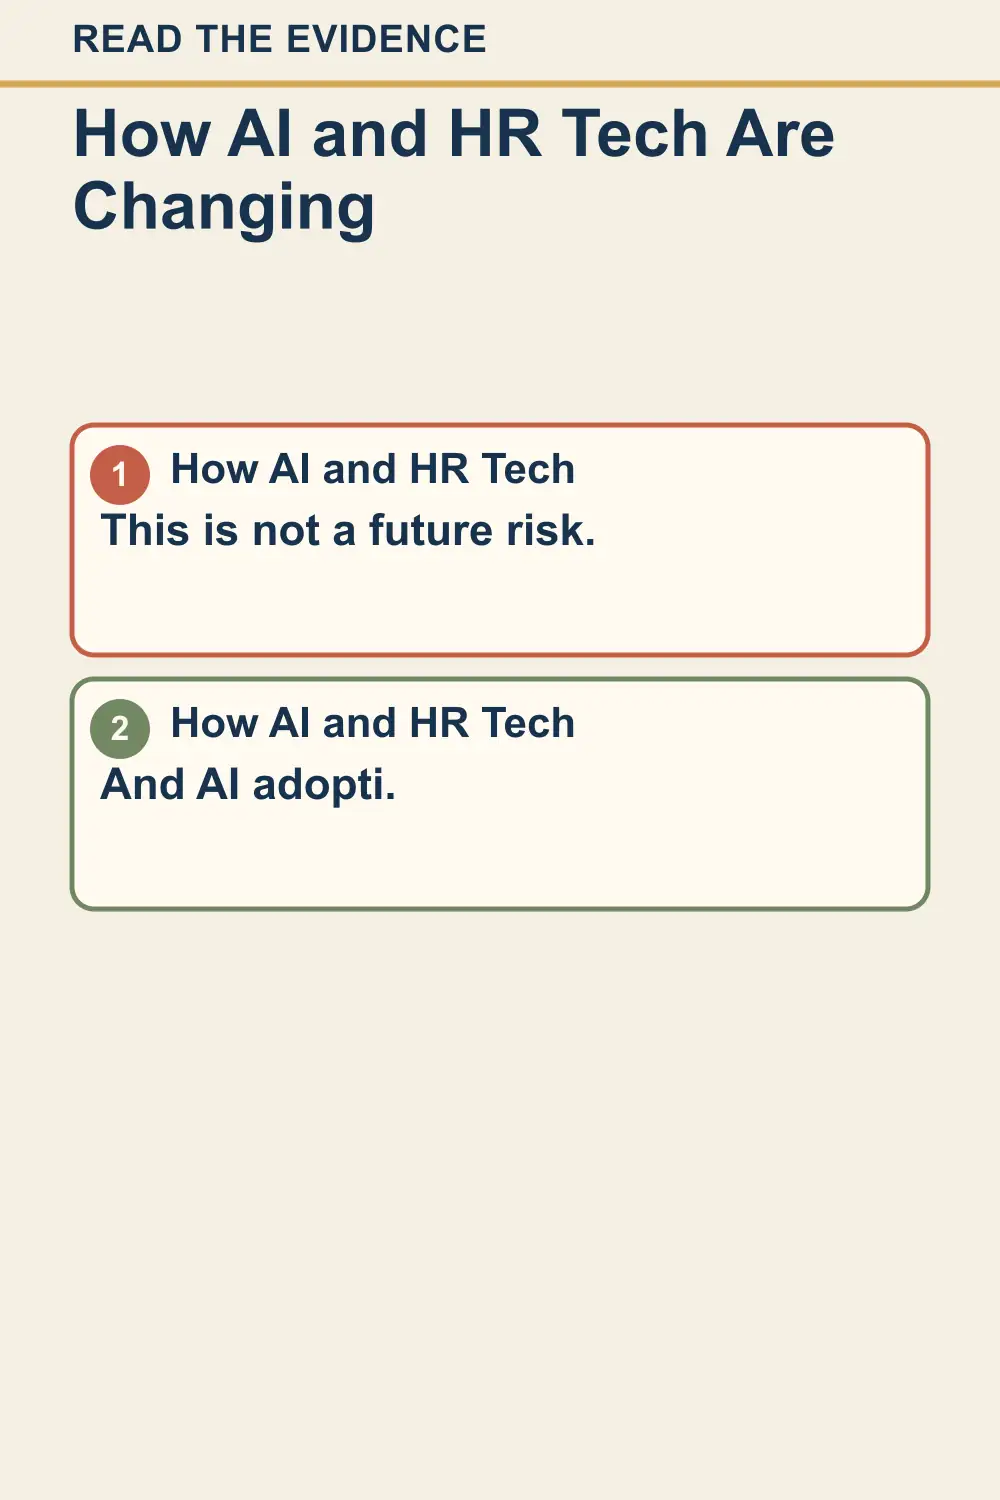 READ THE EVIDENCE
How AI and HR Tech Are
Changing
1 How AI and HR Tech
This is not a future risk.
2 How AI and HR Tech
And AI adopti.